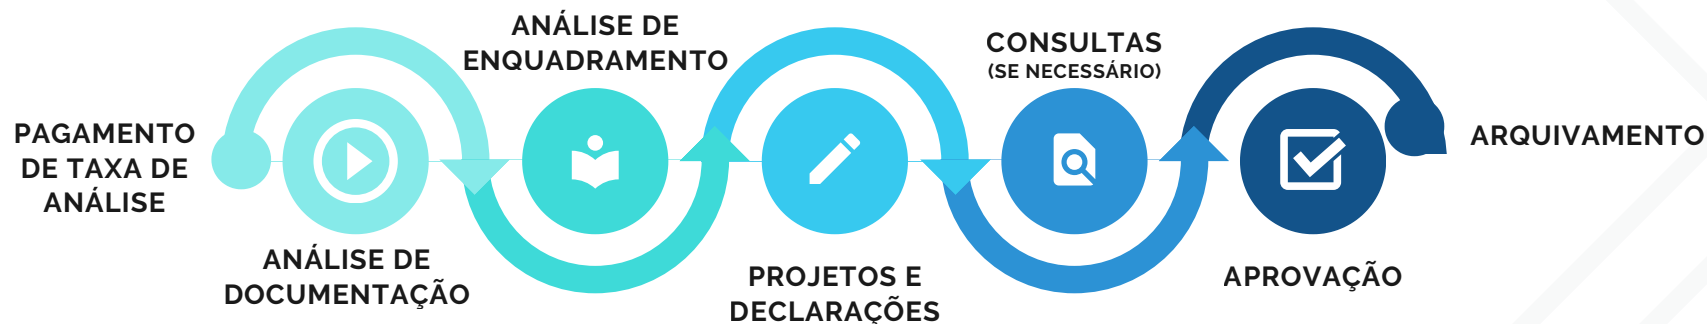 PAGAMENTO
DE TAXA DE
ANÁLISE
ANÁLISE DE
DOCUMENTAÇÃO
ANÁLISE DE
ENQUADRAMENTO
PROJETOS E
DECLARAÇÕES
CONSULTAS
(SE NECESSÁRIO)
APROVAÇÃO
ARQUIVAMENTO